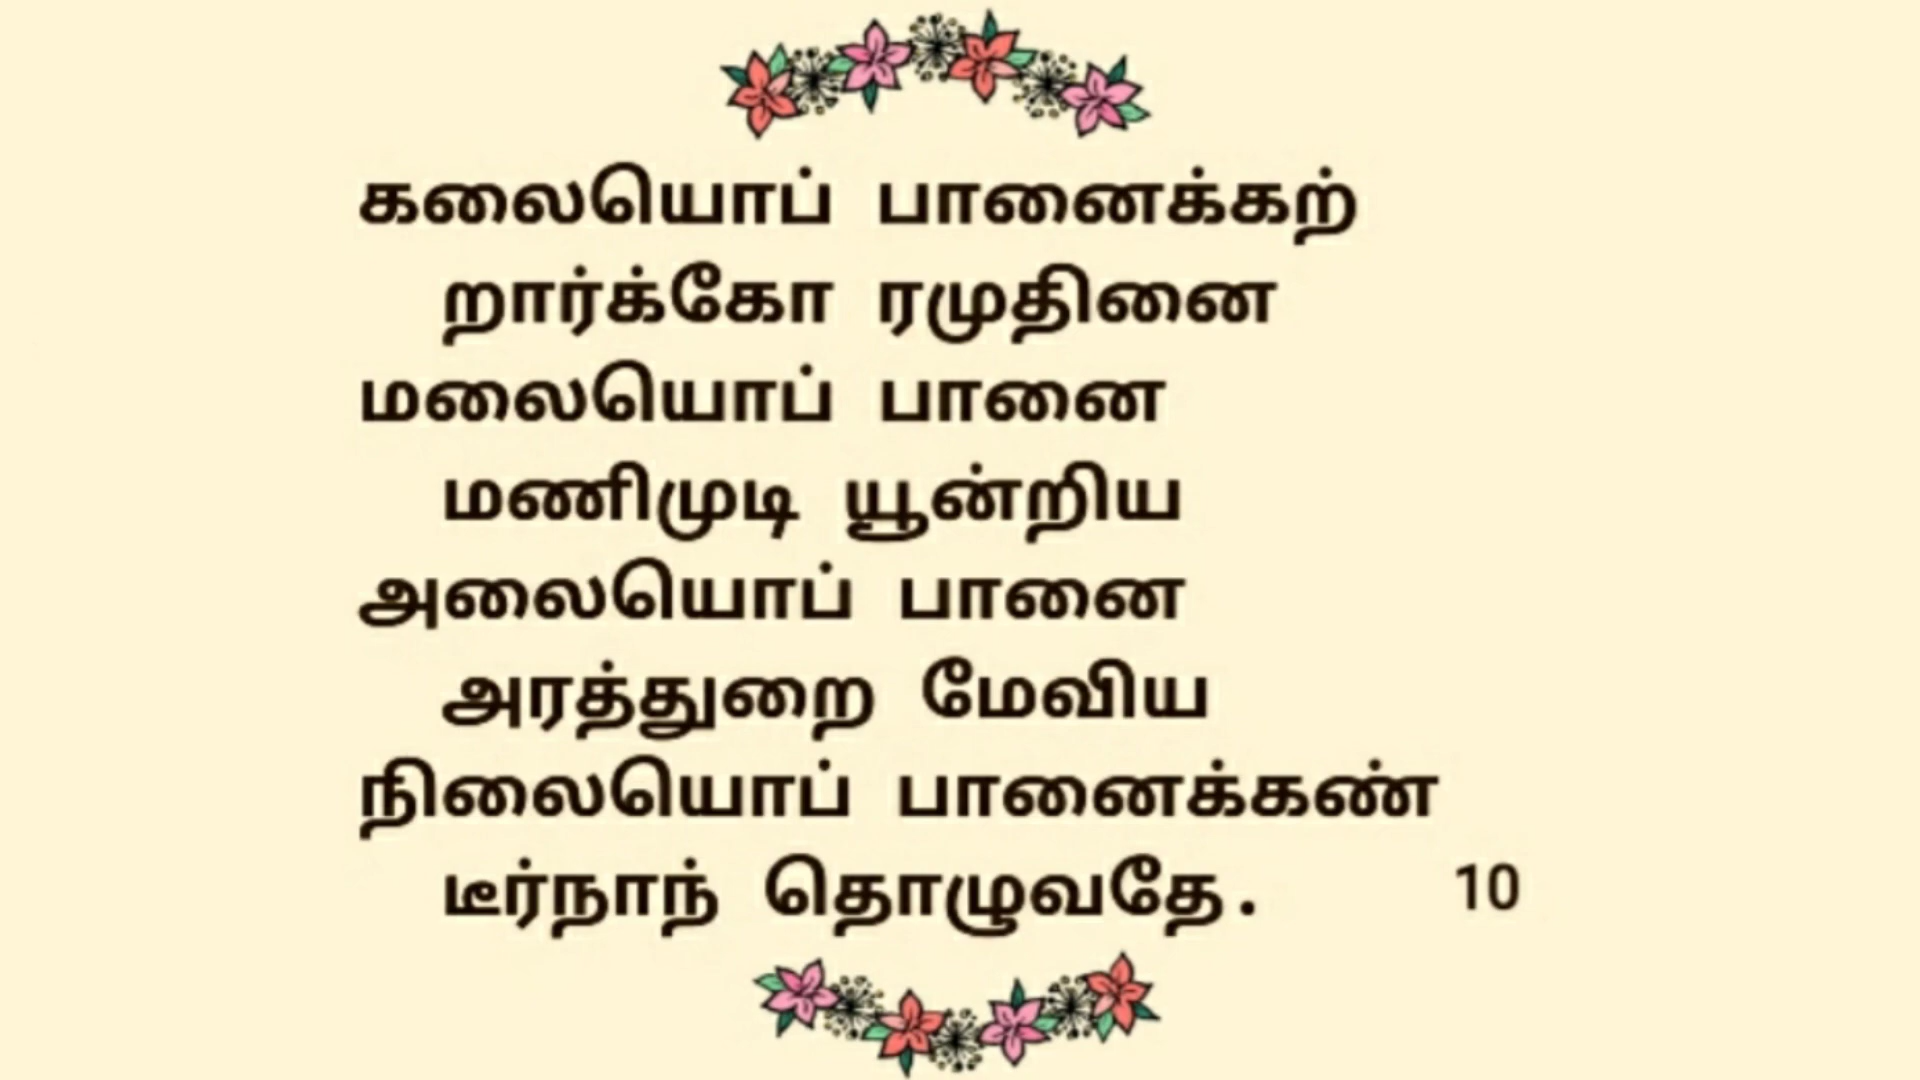 கலையொப் பானைக்கற்
றார்க்கோ ரமுதினை
மலையொப் பானை
மணிமுடி யூன்றிய
அலையொப் பானை
அரத்துறை மேவிய
நிலையொப் பானைக்கண்
டீர்நாந் தொழுவதே. 10